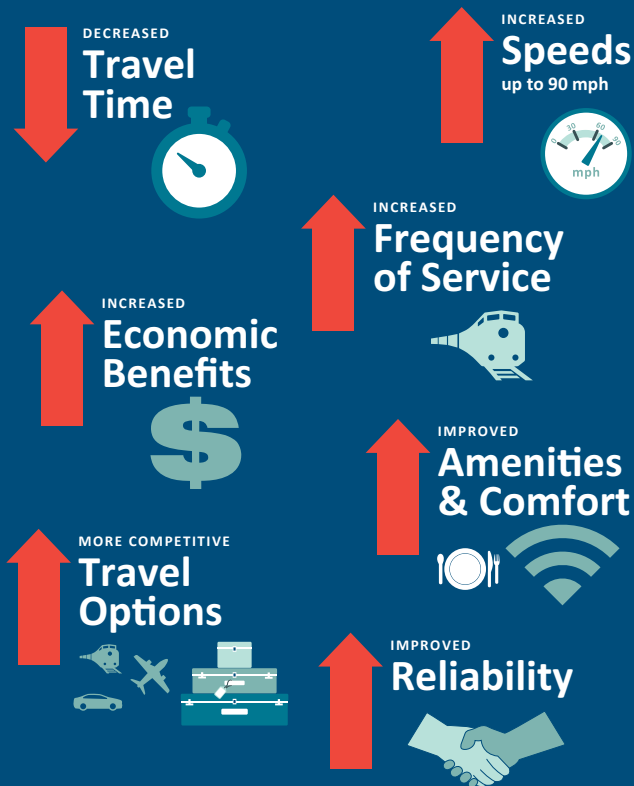 DECREASED
Travel
Time
INCREASED
Speeds
up to 90 mph
0 30 60 90
mph
INCREASED
Frequency
of Service
INCREASED
Economic
Benefits
$
IMPROVED
Amenities
& Comfort
MORE COMPETITIVE
Travel
Options
IMPROVED
Reliability